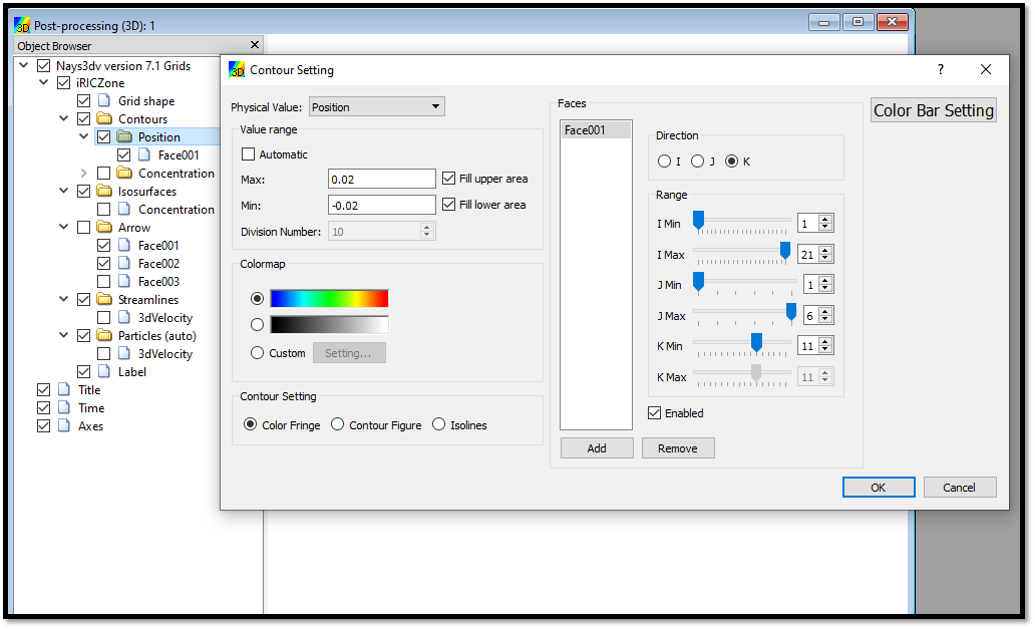 3D Post-processing (3D): 1
Object Browser
Nays3dv version 7.1 Grids
iRICZone
Grid shape
Contours
Position
Face001
Concentration
Isosurfaces
Concentration
Arrow
Face001
Face002
Face003
Streamlines
3dVelocity
Particles (auto)
3dVelocity
Label
Title
Time
Axes
3D Contour Setting ?
Physical Value: Position
Value range
Automatic
Max: 0.02 Fill upper area
Min: -0.02 Fill lower area
Division Number: 10
Colormap
Custom Setting...
Contour Setting
Color Fringe Contour Figure Isolines
Faces
Face001
Add Remove
Direction
I J K
Range
I Min 1
I Max 21
J Min 1
J Max 6
K Min 11
K Max 11
Enabled
Color Bar Setting
OK Cancel